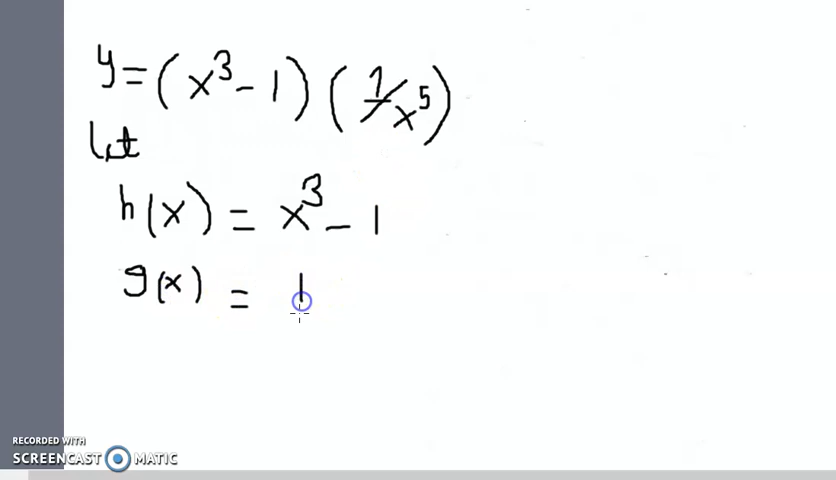 y = (x³ - 1) (1/x⁵)
Let
h(x) = x³ - 1
g(x) = 1
RECORDED WITH
SCREENCAST MATIC